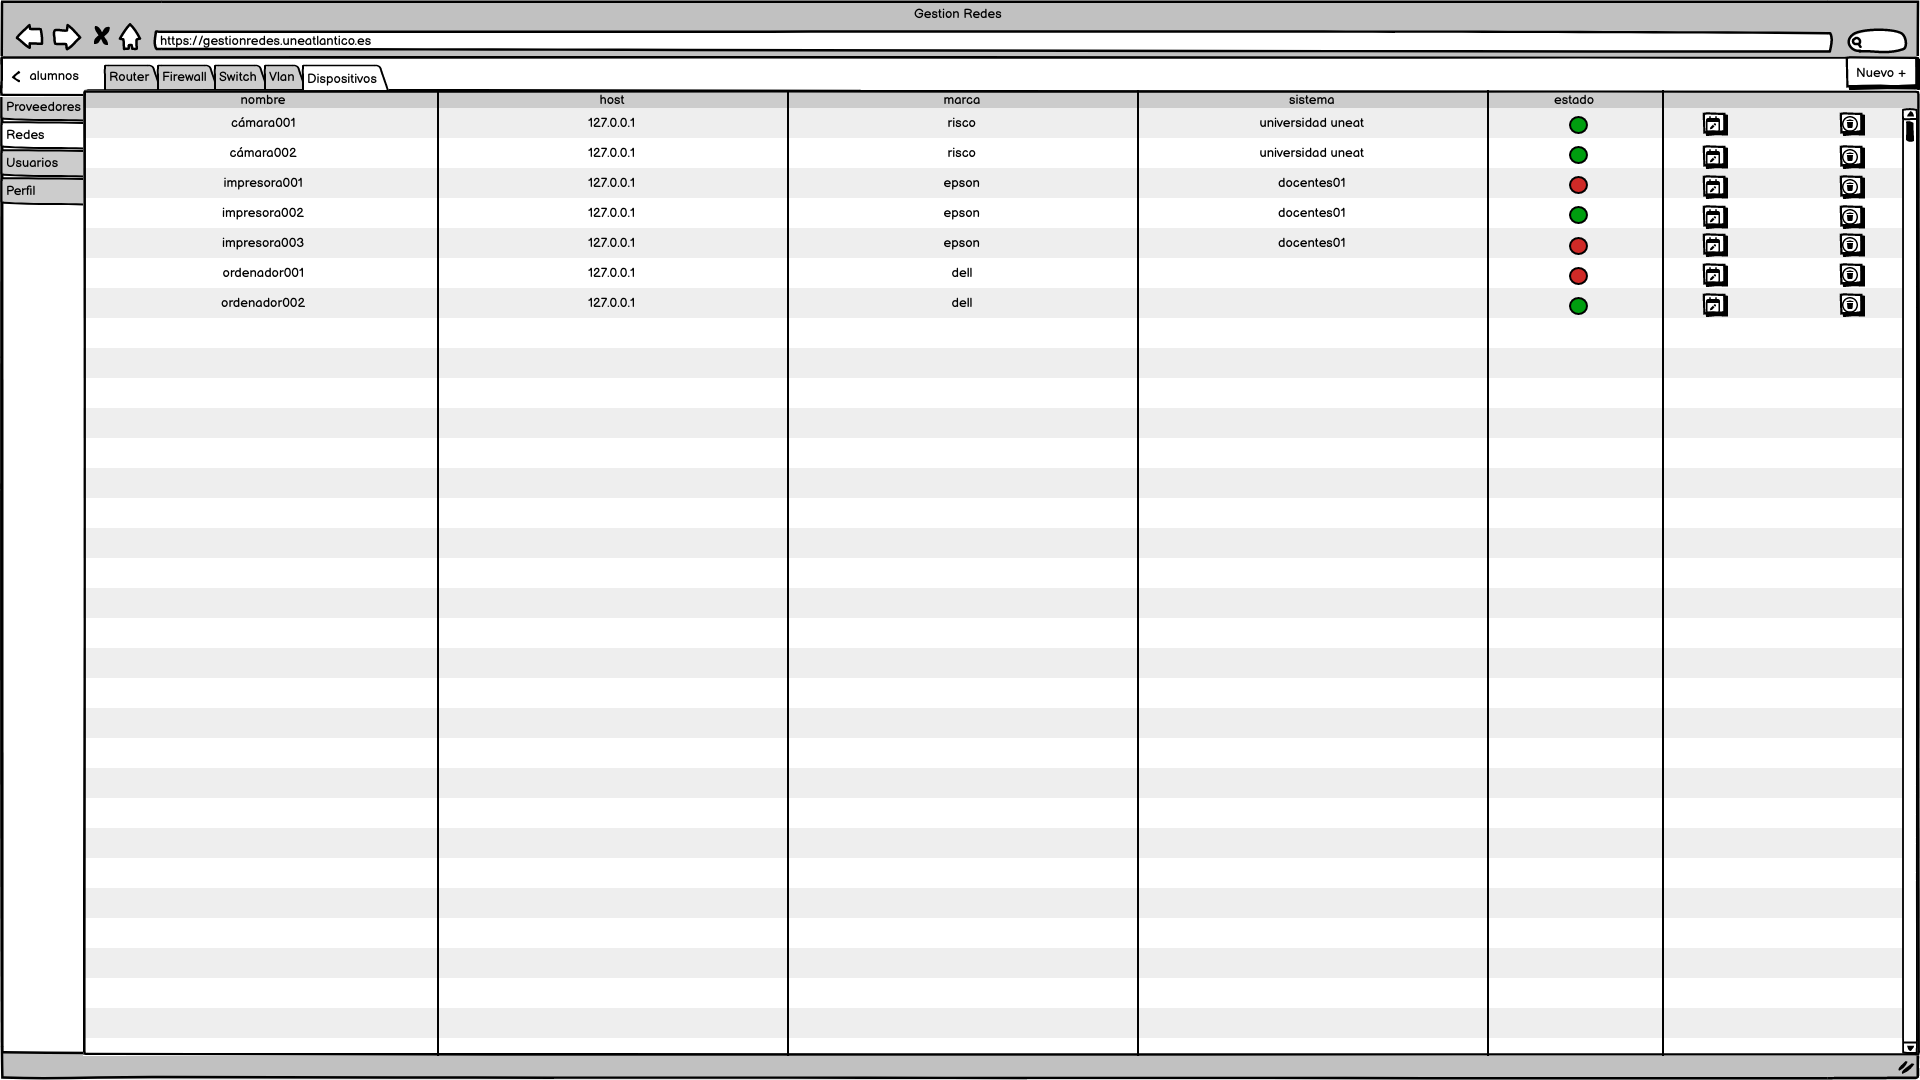 Gestion Redes
https://gestionredes.uneatlantico.es
alumnos Router Firewall Switch Vlan Dispositivos Nuevo +
Proveedores
Redes
Usuarios
Perfil
nombre host marca sistema estado
cámara001 127.0.0.1 risco universidad uneat
cámara002 127.0.0.1 risco universidad uneat
impresora001 127.0.0.1 epson docentes01
impresora002 127.0.0.1 epson docentes01
impresora003 127.0.0.1 epson docentes01
ordenador001 127.0.0.1 dell
ordenador002 127.0.0.1 dell